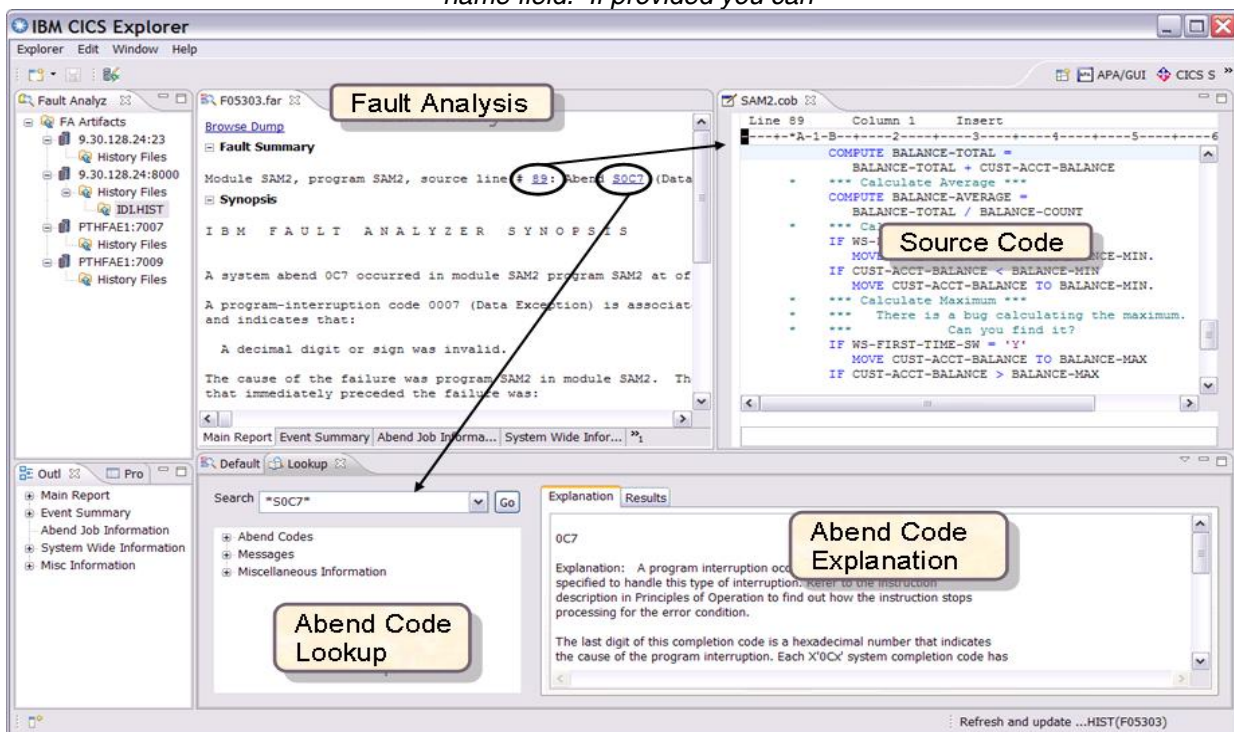 name field. If provided you can
IBM CICS Explorer
Explorer Edit Window Help
APA/GUI CICS S »
Fault Analyz
FA Artifacts
9.30.128.24:23
History Files
9.30.128.24:8000
History Files
IDI.HIST
PTHFAE1:7007
History Files
PTHFAE1:7009
History Files
F05303.far
Fault Analysis
Browse Dump
Fault Summary
Module SAM2, program SAM2, source line # 89: Abend S0C7 (Data
Synopsis
I B M F A U L T A N A L Y Z E R S Y N O P S I S
A system abend 0C7 occurred in module SAM2 program SAM2 at of
A program-interruption code 0007 (Data Exception) is associat
and indicates that:
A decimal digit or sign was invalid.
The cause of the failure was program SAM2 in module SAM2. Th
that immediately preceded the failure was:
Main Report Event Summary Abend Job Informa... System Wide Infor... »1
SAM2.cob
Line 89 Column 1 Insert
----+-*A-1-B--+----2----+----3----+----4----+----5----+----6
COMPUTE BALANCE-TOTAL =
BALANCE-TOTAL + CUST-ACCT-BALANCE
* *** Calculate Average ***
COMPUTE BALANCE-AVERAGE =
BALANCE-TOTAL / BALANCE-COUNT
* *** Cal
IF WS-
MOVE NCE-MIN.
Source Code
IF CUST-ACCT-BALANCE < BALANCE-MIN
MOVE CUST-ACCT-BALANCE TO BALANCE-MIN.
* *** Calculate Maximum ***
* *** There is a bug calculating the maximum.
* *** Can you find it?
IF WS-FIRST-TIME-SW = 'Y'
MOVE CUST-ACCT-BALANCE TO BALANCE-MAX
IF CUST-ACCT-BALANCE > BALANCE-MAX
Outl Pro
Main Report
Event Summary
Abend Job Information
System Wide Information
Misc Information
Default Lookup
Search *S0C7* Go
Abend Codes
Messages
Miscellaneous Information
Abend Code
Lookup
Explanation Results
0C7
Explanation: A program interruption occ
specified to handle this type of interruption. Refer to the instruction
description in Principles of Operation to find out how the instruction stops
processing for the error condition.
Abend Code
Explanation
The last digit of this completion code is a hexadecimal number that indicates
the cause of the program interruption. Each X'0Cx' system completion code has
Refresh and update ...HIST(F05303)